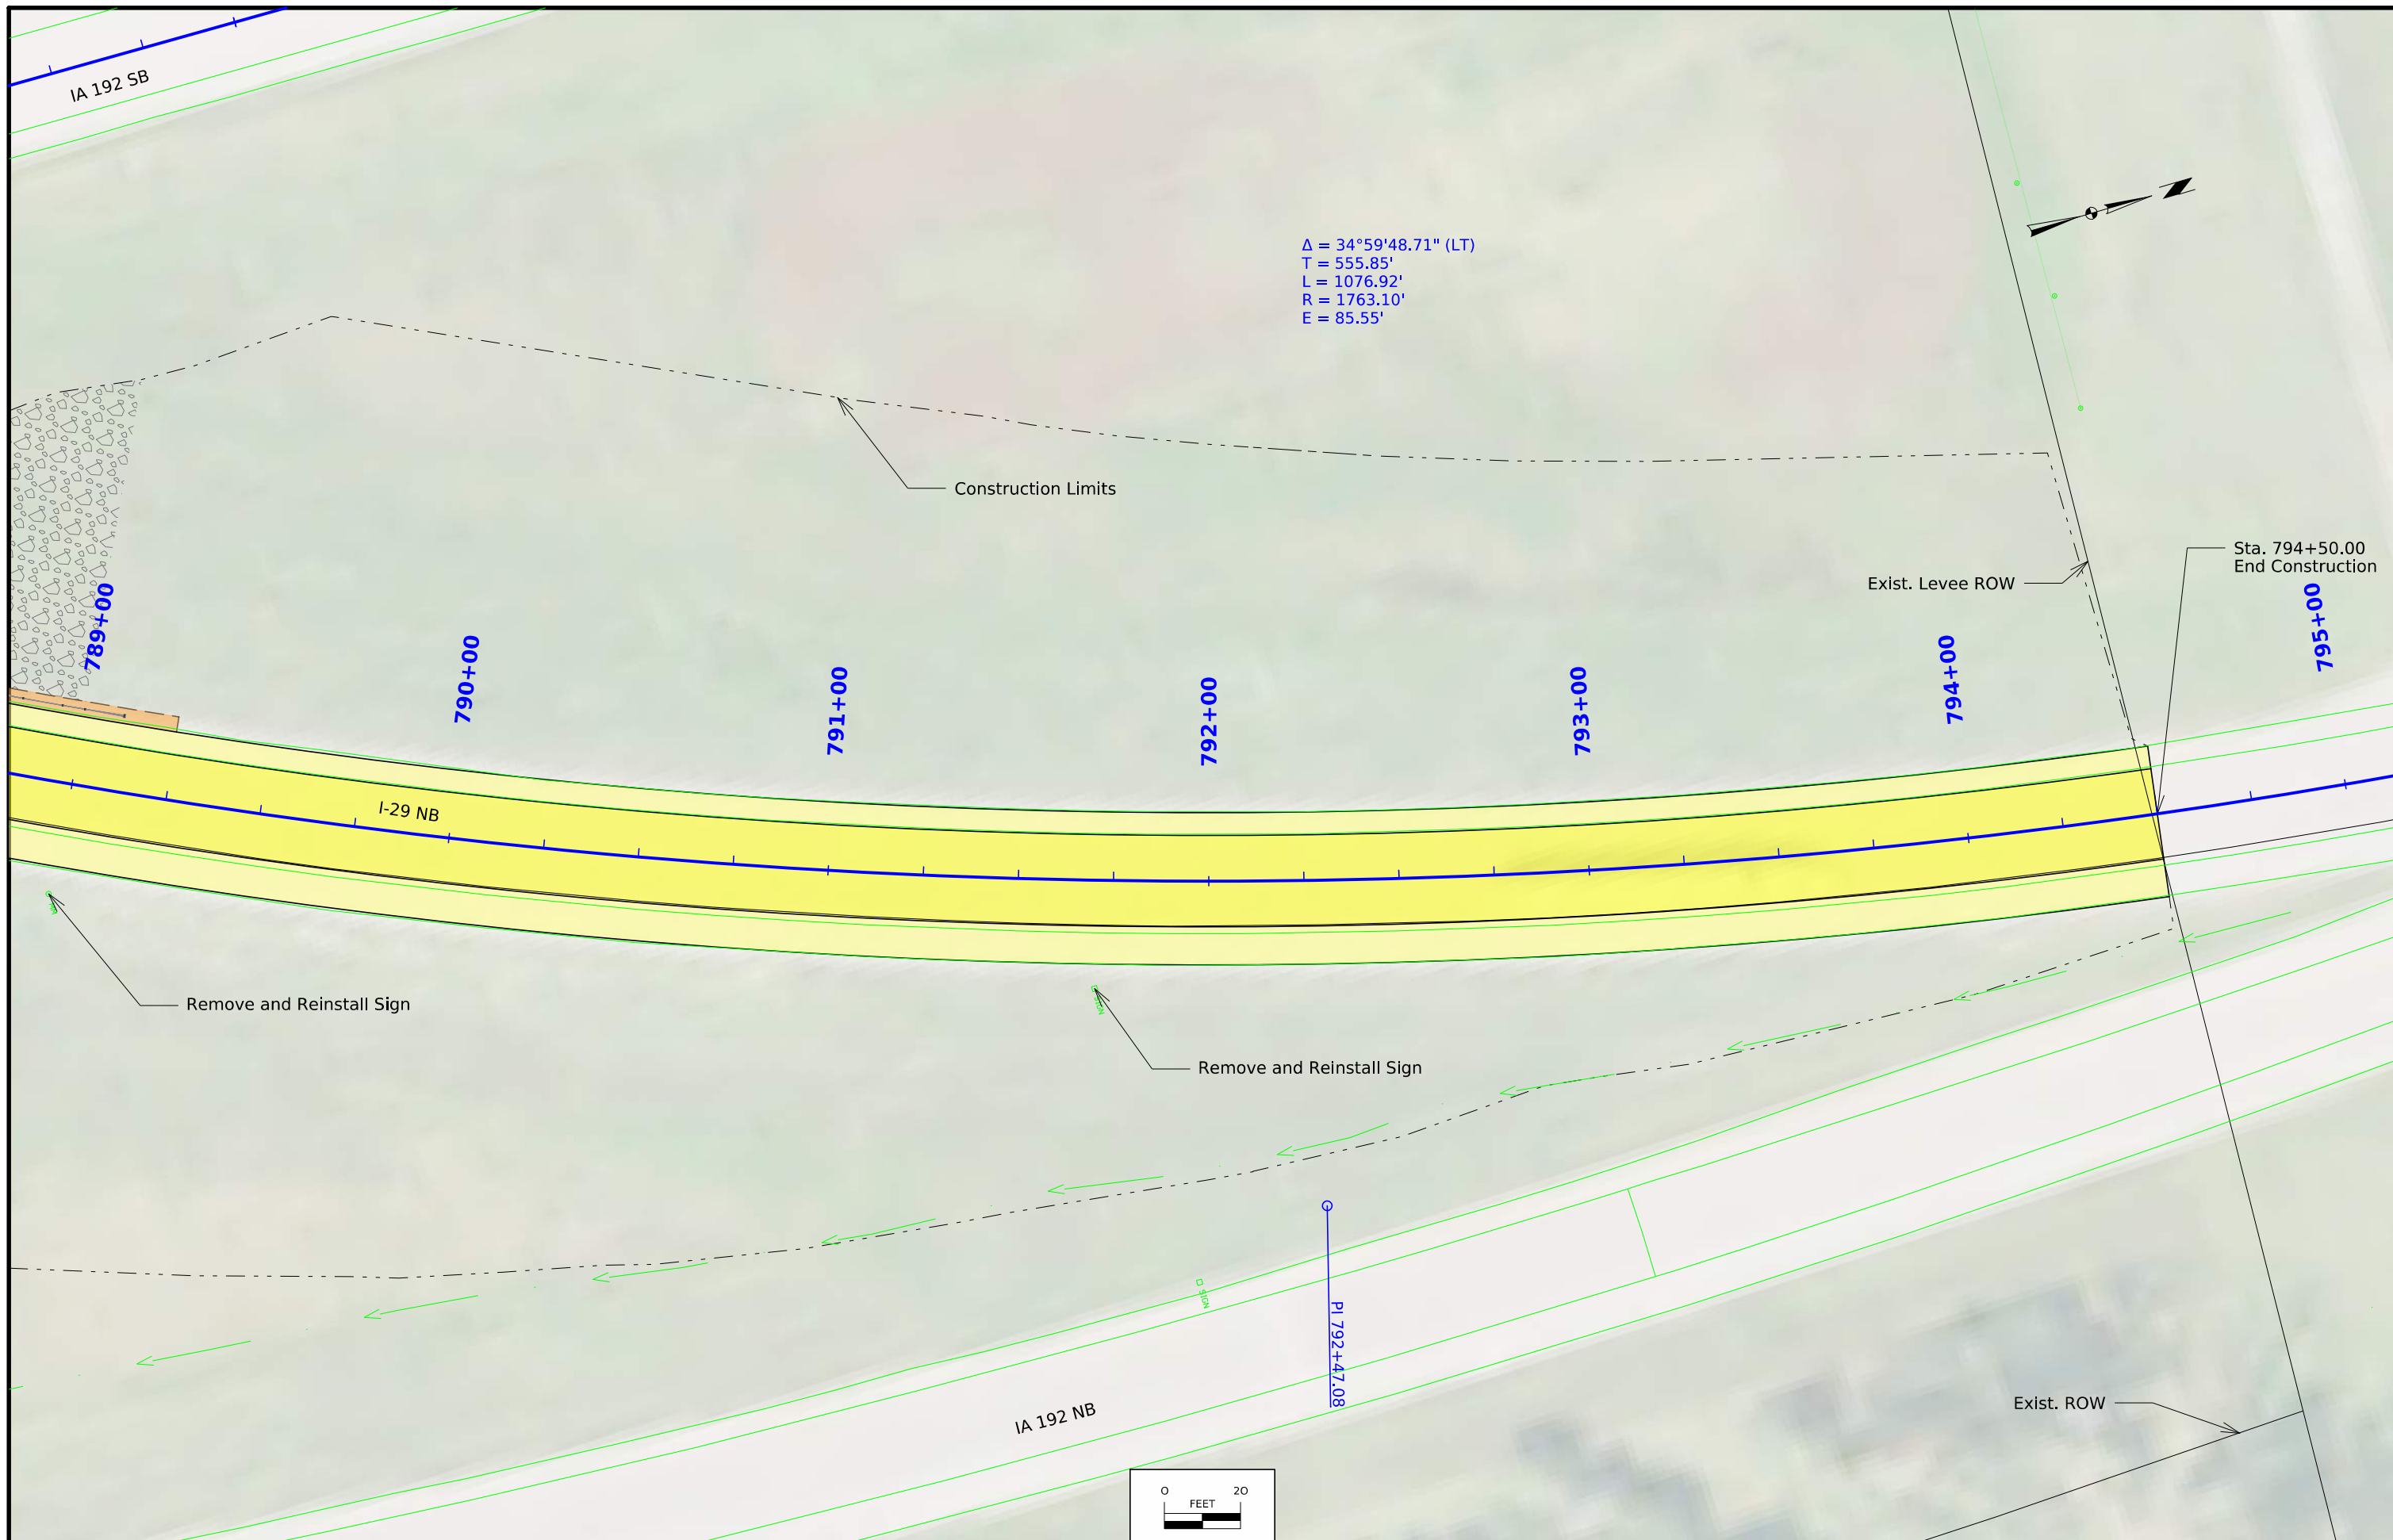 IA 192 SB
Δ = 34°59'48.71" (LT)
T = 555.85'
L = 1076.92'
R = 1763.10'
E = 85.55'
Construction Limits
Exist. Levee ROW
Sta. 794+50.00
End Construction
789+00
790+00
791+00
792+00
793+00
794+00
795+00
I-29 NB
Remove and Reinstall Sign
SIGN
Remove and Reinstall Sign
SIGN
PI 792+47.08
IA 192 NB
Exist. ROW
0 20
FEET